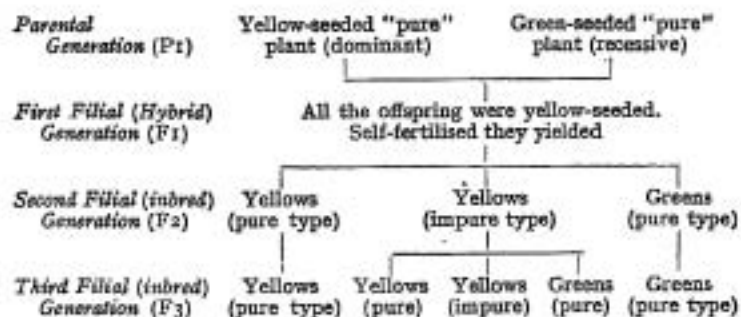 Parental Yellow-seeded “pure” Green-seeded “pure”
Generation (P1) plant (dominant) plant (recessive)
First Filial (Hybrid) All the offspring were yellow-seeded.
Generation (F1) Self-fertilised they yielded
Second Filial (inbred) Yellows Yellows Greens
Generation (F2) (pure type) (impure type) (pure type)
Third Filial (inbred) Yellows Yellows Yellows Greens Greens
Generation (F3) (pure type) (pure) (impure) (pure) (pure type)